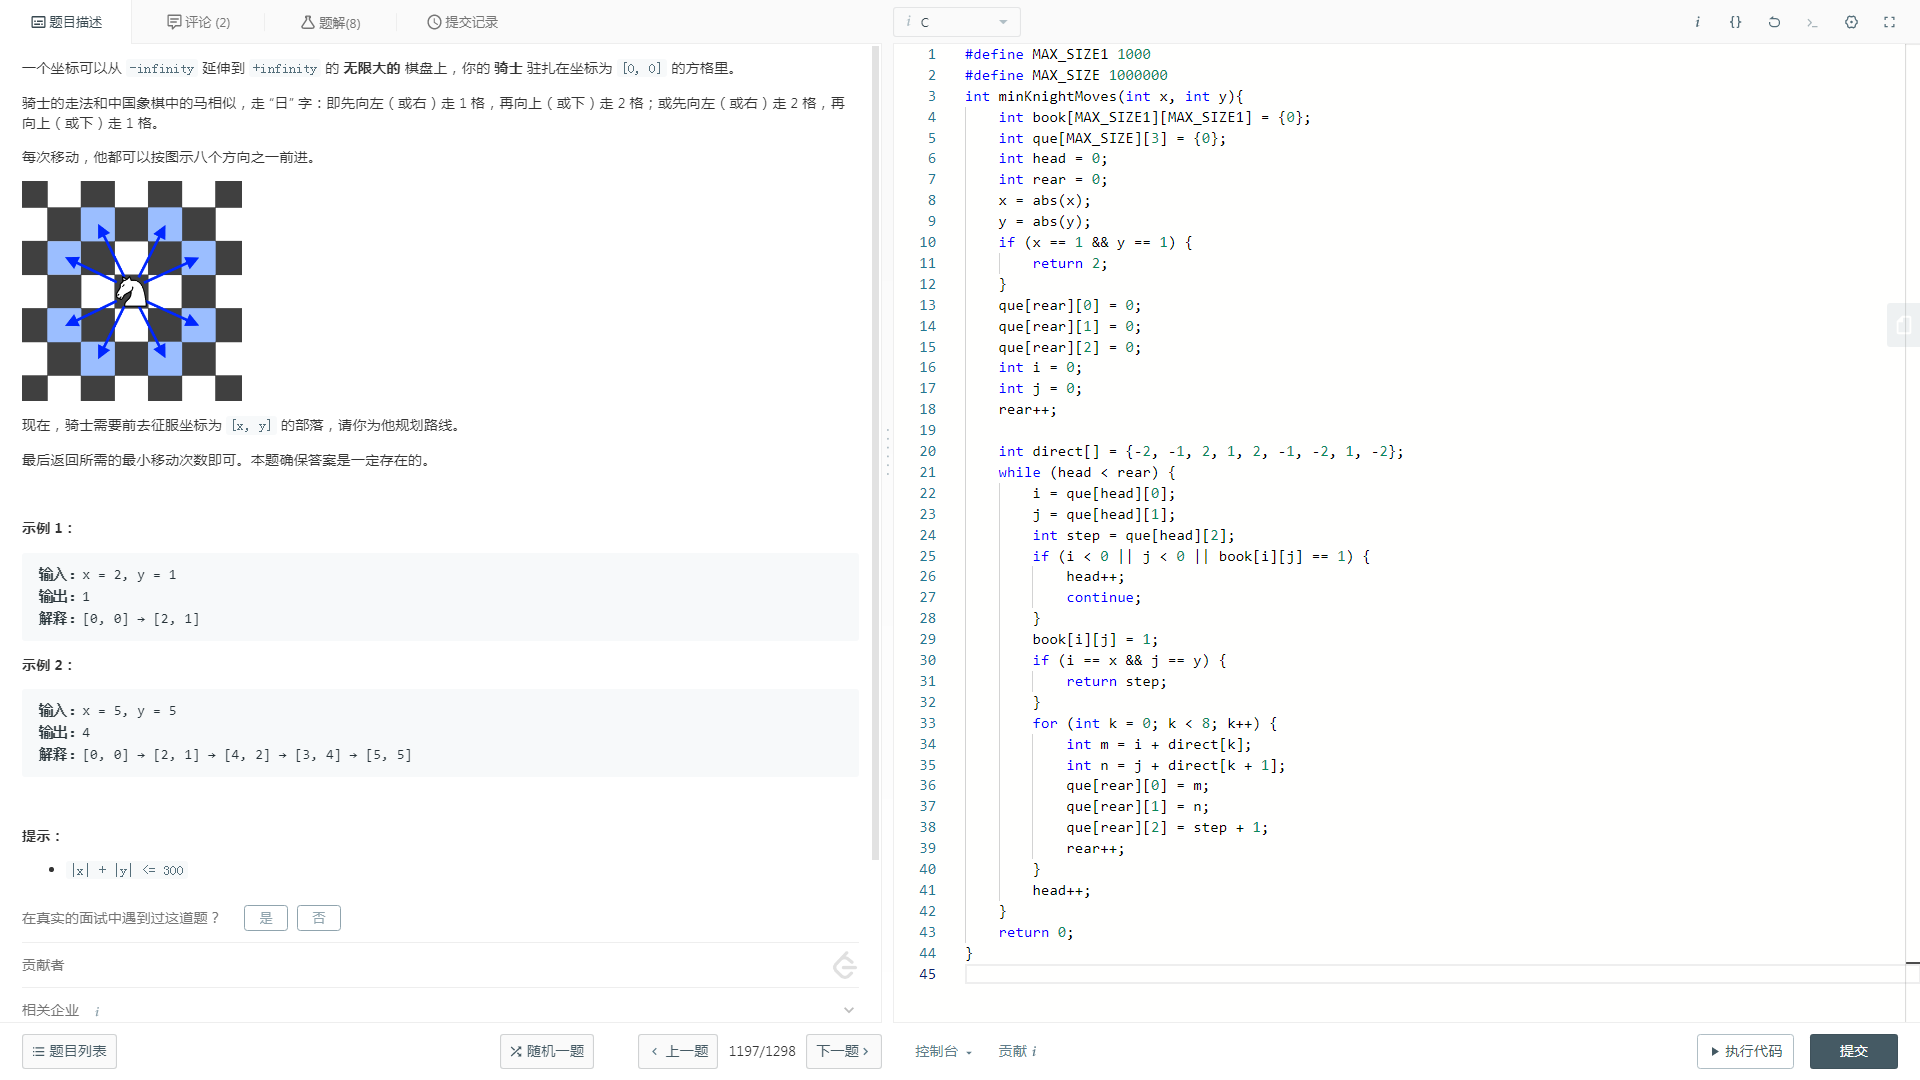 题目描述
评论 (2)
题解(8)
提交记录
一个坐标可以从 -infinity 延伸到 +infinity 的 无限大的 棋盘上，你的 骑士 驻扎在坐标为 [0, 0] 的方格里。
骑士的走法和中国象棋中的马相似，走 “日” 字：即先向左（或右）走 1 格，再向上（或下）走 2 格；或先向左（或右）走 2 格，再
向上（或下）走 1 格。
每次移动，他都可以按图示八个方向之一前进。
现在，骑士需要前去征服坐标为 [x, y] 的部落，请你为他规划路线。
最后返回所需的最小移动次数即可。本题确保答案是一定存在的。
示例 1：
输入：x = 2, y = 1
输出：1
解释：[0, 0] → [2, 1]
示例 2：
输入：x = 5, y = 5
输出：4
解释：[0, 0] → [2, 1] → [4, 2] → [3, 4] → [5, 5]
提示：
• |x| + |y| <= 300
在真实的面试中遇到过这道题？ 是 否
贡献者
相关企业 i
题目列表
随机一题
上一题
1197/1298
下一题
i C
i {}
1 #define MAX_SIZE1 1000
2 #define MAX_SIZE 1000000
3 int minKnightMoves(int x, int y){
4 int book[MAX_SIZE1][MAX_SIZE1] = {0};
5 int que[MAX_SIZE][3] = {0};
6 int head = 0;
7 int rear = 0;
8 x = abs(x);
9 y = abs(y);
10 if (x == 1 && y == 1) {
11 return 2;
12 }
13 que[rear][0] = 0;
14 que[rear][1] = 0;
15 que[rear][2] = 0;
16 int i = 0;
17 int j = 0;
18 rear++;
19
20 int direct[] = {-2, -1, 2, 1, 2, -1, -2, 1, -2};
21 while (head < rear) {
22 i = que[head][0];
23 j = que[head][1];
24 int step = que[head][2];
25 if (i < 0 || j < 0 || book[i][j] == 1) {
26 head++;
27 continue;
28 }
29 book[i][j] = 1;
30 if (i == x && j == y) {
31 return step;
32 }
33 for (int k = 0; k < 8; k++) {
34 int m = i + direct[k];
35 int n = j + direct[k + 1];
36 que[rear][0] = m;
37 que[rear][1] = n;
38 que[rear][2] = step + 1;
39 rear++;
40 }
41 head++;
42 }
43 return 0;
44 }
45
控制台
贡献 i
执行代码
提交